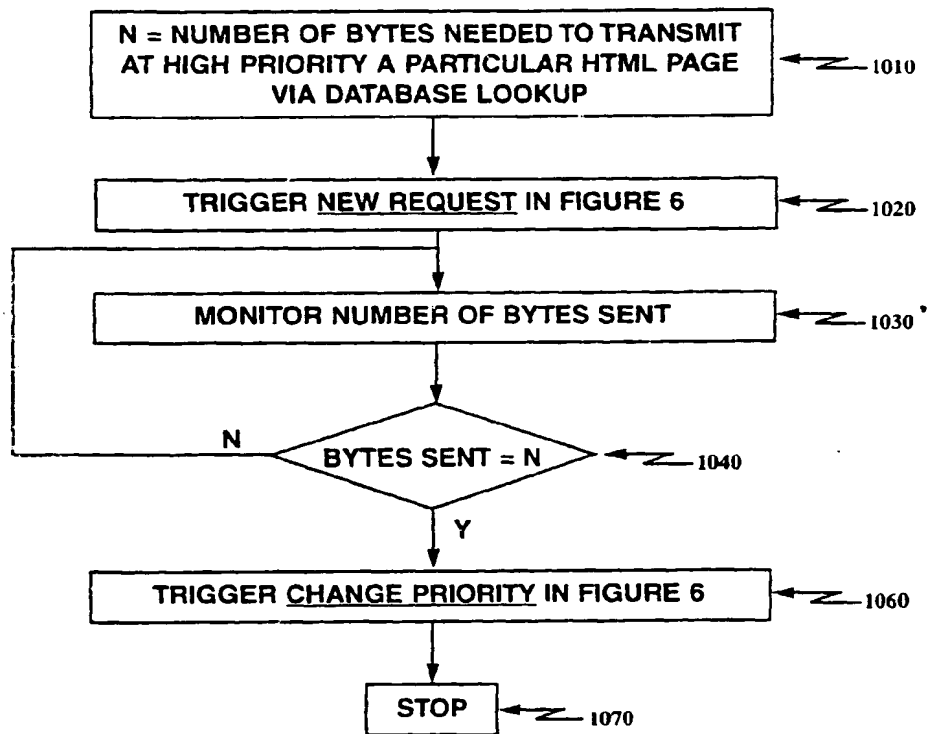 N = NUMBER OF BYTES NEEDED TO TRANSMIT
AT HIGH PRIORITY A PARTICULAR HTML PAGE
VIA DATABASE LOOKUP
1010
TRIGGER NEW REQUEST IN FIGURE 6
1020
MONITOR NUMBER OF BYTES SENT
1030
N
BYTES SENT = N
1040
Y
TRIGGER CHANGE PRIORITY IN FIGURE 6
1060
STOP
1070